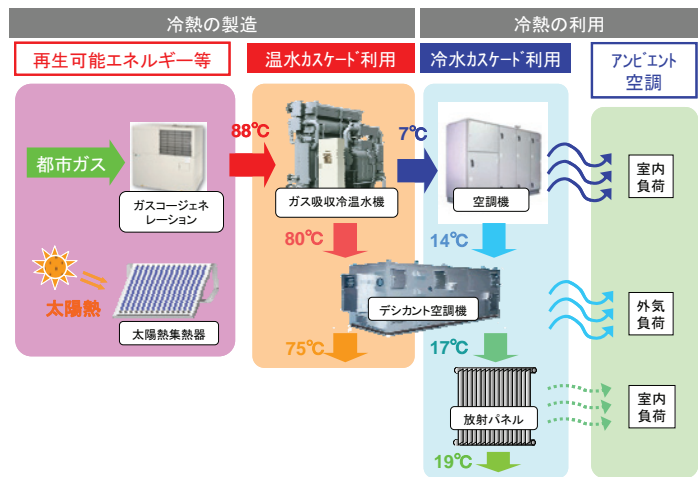 冷熱の製造
冷熱の利用
再生可能エネルギー等
温水カスケード利用
冷水カスケード利用
アンビエント
空調
都市ガス
ガスコージェネ
レーション
88℃
ガス吸収冷温水機
7℃
空調機
室内
負荷
80℃
14℃
太陽熱
太陽熱集熱器
デシカント空調機
外気
負荷
75℃
17℃
放射パネル
室内
負荷
19℃